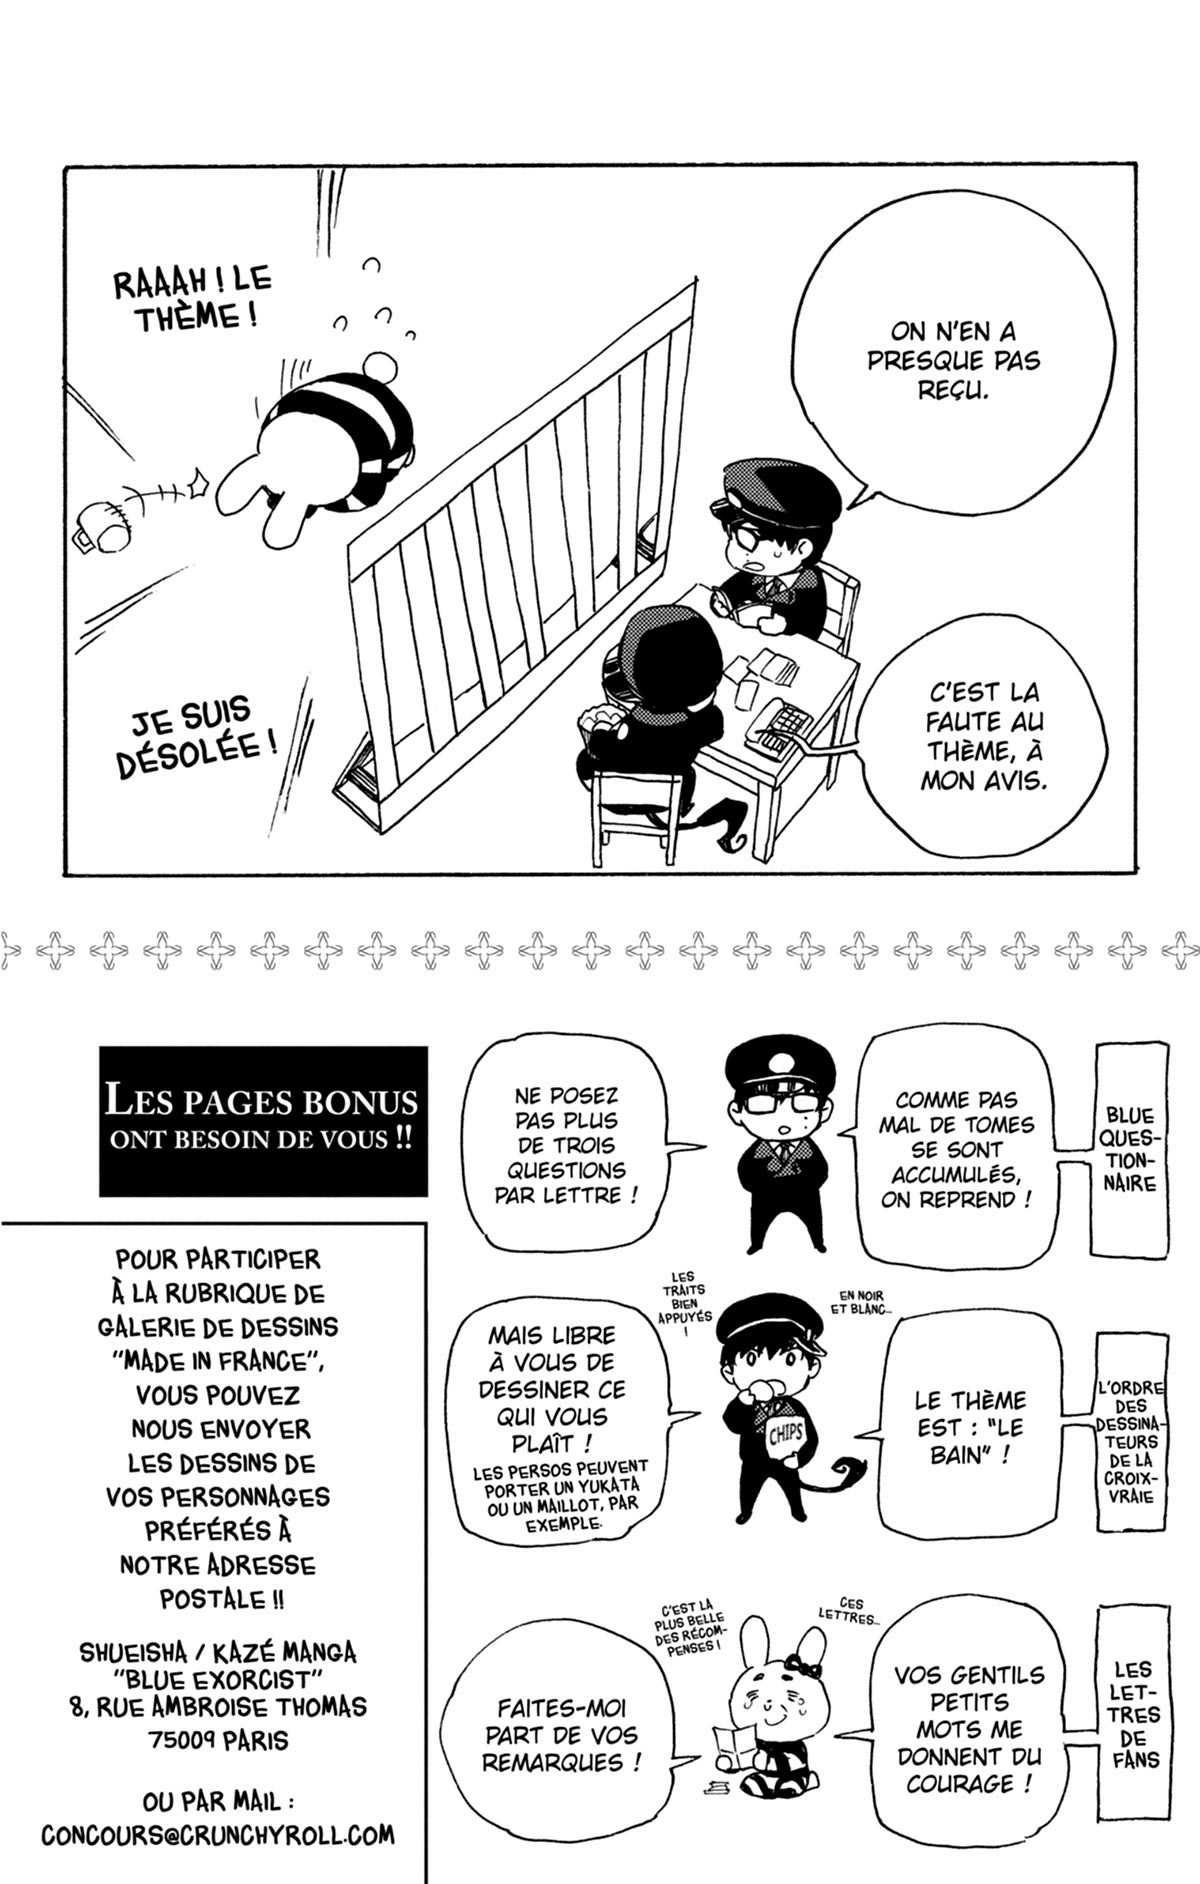 ON N'EN A
PRESQUE PAS
REÇU.
C'EST LA
FAUTE AU
THÈME, À
MON AVIS.
RAAAH ! LE
THÈME !
JE SUIS
DÉSOLÉE !
BLUE
QUES-
TION-
NAIRE
COMME PAS
MAL DE TOMES
SE SONT
ACCUMULÉS,
ON REPREND !
NE POSEZ
PAS PLUS
DE TROIS
QUESTIONS
PAR LETTRE !
L'ORDRE
DES
DESSINA-
TEURS
DE LA
CROIX-
VRAIE
LE THÈME
EST : "LE
BAIN" !
EN NOIR
ET BLANC...
CHIPS
LES
TRAITS
BIEN
APPUYÉS
!
MAIS LIBRE
À VOUS DE
DESSINER CE
QUI VOUS
PLAÎT !
LES PERSOS PEUVENT
PORTER UN YUKATA
OU UN MAILLOT, PAR
EXEMPLE.
LES
LET-
TRES
DE
FANS
VOS GENTILS
PETITS
MOTS ME
DONNENT DU
COURAGE !
CES
LETTRES...
C'EST LA
PLUS BELLE
DES RÉCOM-
PENSES !
FAITES-MOI
PART DE VOS
REMARQUES !
LES PAGES BONUS
ONT BESOIN DE VOUS !!
POUR PARTICIPER
À LA RUBRIQUE DE
GALERIE DE DESSINS
"MADE IN FRANCE",
VOUS POUVEZ
NOUS ENVOYER
LES DESSINS DE
VOS PERSONNAGES
PRÉFÉRÉS À
NOTRE ADRESSE
POSTALE !!
SHUEISHA / KAZÉ MANGA
"BLUE EXORCIST"
8, RUE AMBROISE THOMAS
75009 PARIS
OU PAR MAIL :
CONCOURS@CRUNCHYROLL.COM